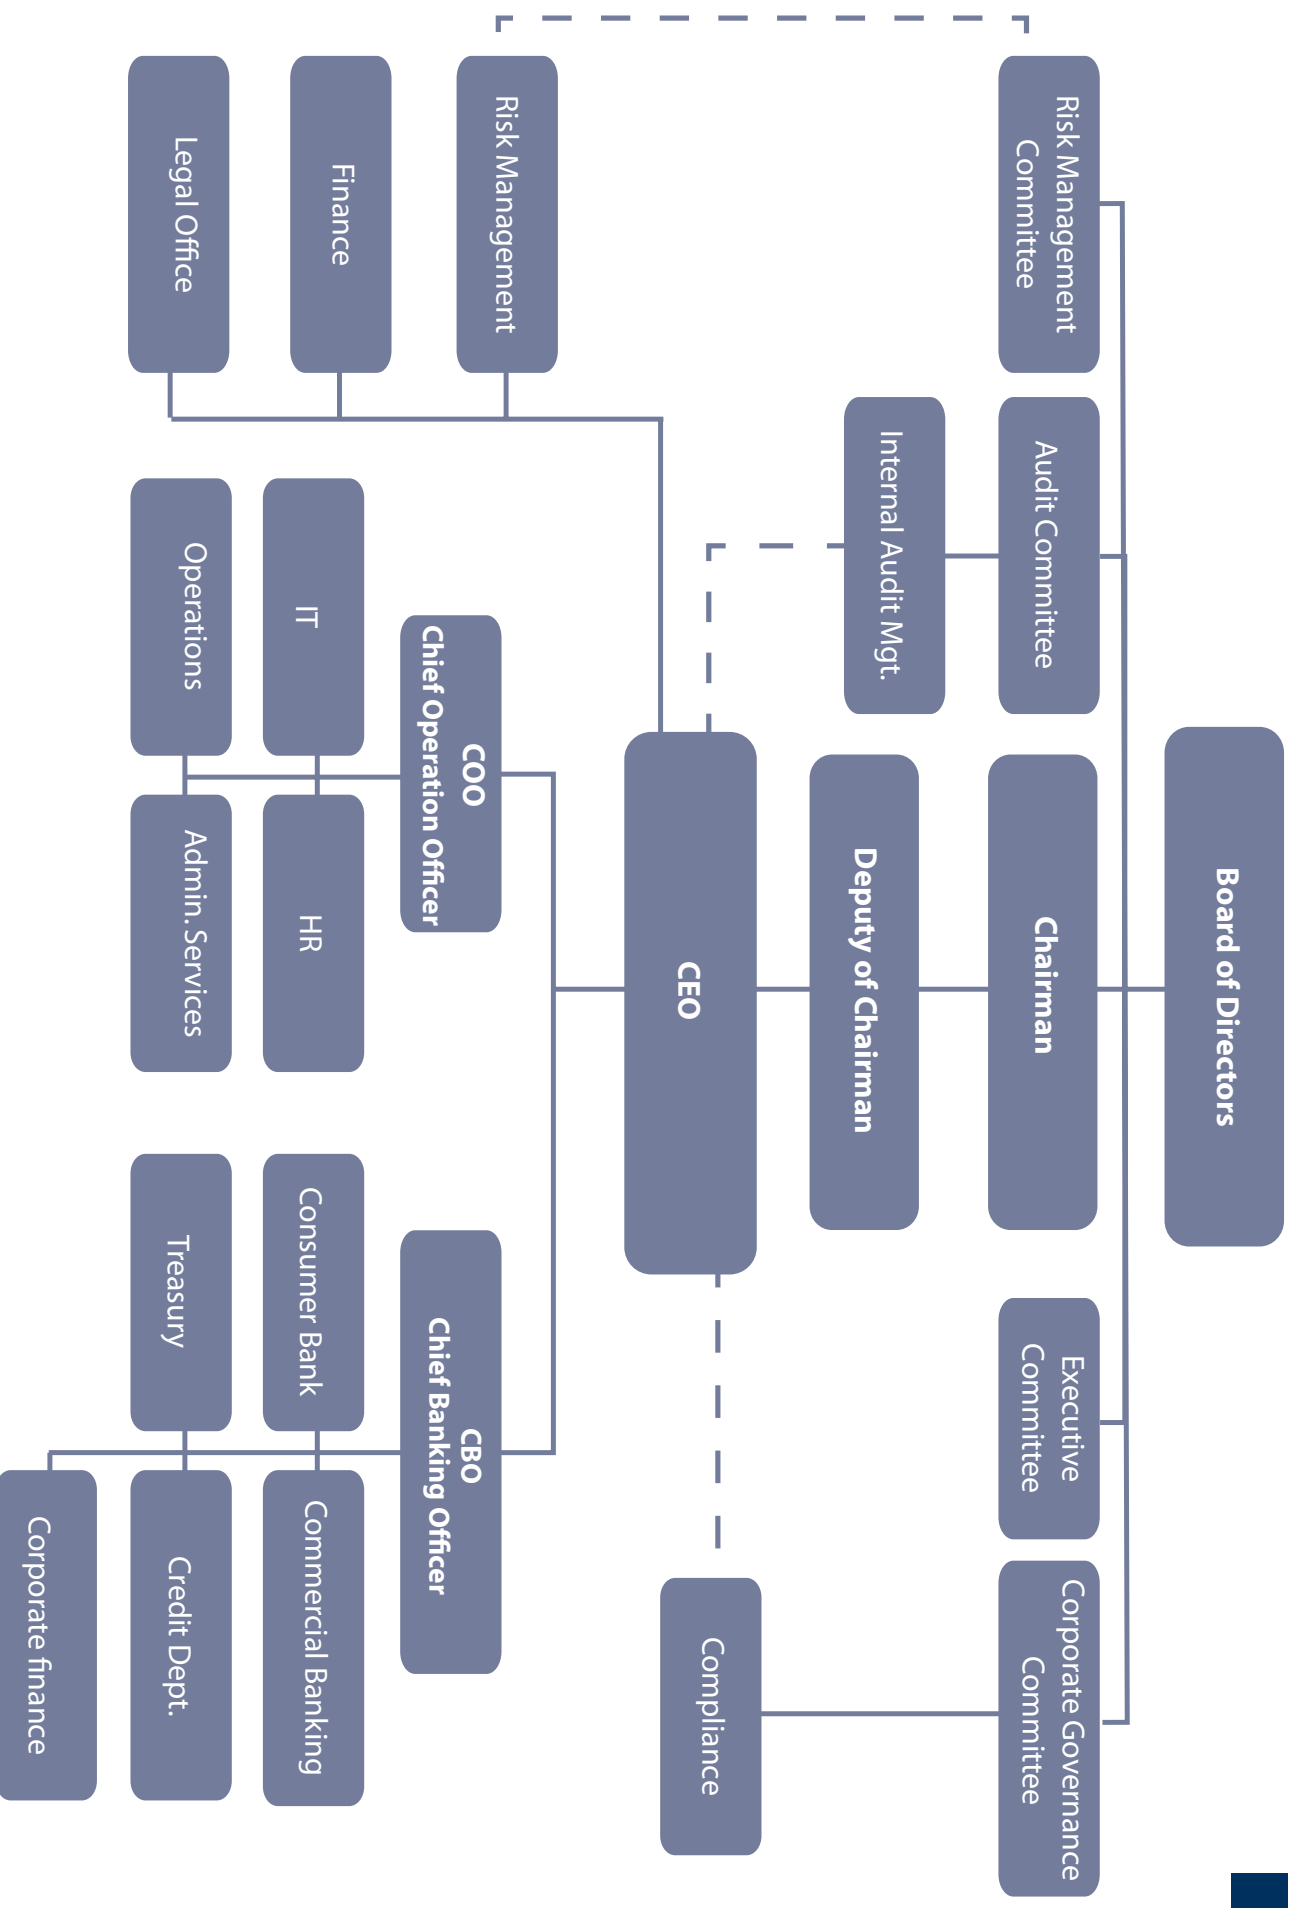 Board of Directors
Risk Management
Committee
Audit Committee
Chairman
Executive
Committee
Corporate Governance
Committee
Internal Audit Mgt.
Deputy of Chairman
CEO
Compliance
Risk Management
Finance
Legal Office
COO
Chief Operation Officer
CBO
Chief Banking Officer
IT
HR
Operations
Admin. Services
Consumer Bank
Commercial Banking
Treasury
Credit Dept.
Corporate finance